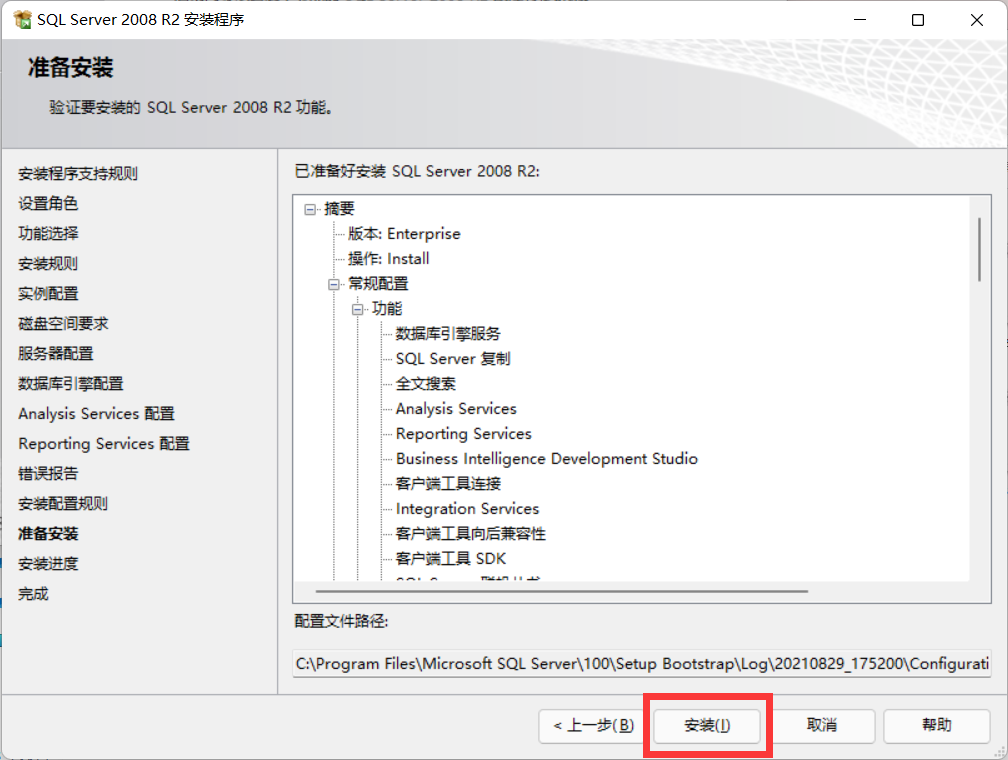 SQL Server 2008 R2 安装程序
准备安装
验证要安装的 SQL Server 2008 R2 功能。
安装程序支持规则
设置角色
功能选择
安装规则
实例配置
磁盘空间要求
服务器配置
数据库引擎配置
Analysis Services 配置
Reporting Services 配置
错误报告
安装配置规则
准备安装
安装进度
完成
已准备好安装 SQL Server 2008 R2:
摘要
版本: Enterprise
操作: Install
常规配置
功能
数据库引擎服务
SQL Server 复制
全文搜索
Analysis Services
Reporting Services
Business Intelligence Development Studio
客户端工具连接
Integration Services
客户端工具向后兼容性
客户端工具 SDK
配置文件路径:
C:\Program Files\Microsoft SQL Server\100\Setup Bootstrap\Log\20210829_175200\Configurati
< 上一步(B)
安装(I)
取消
帮助